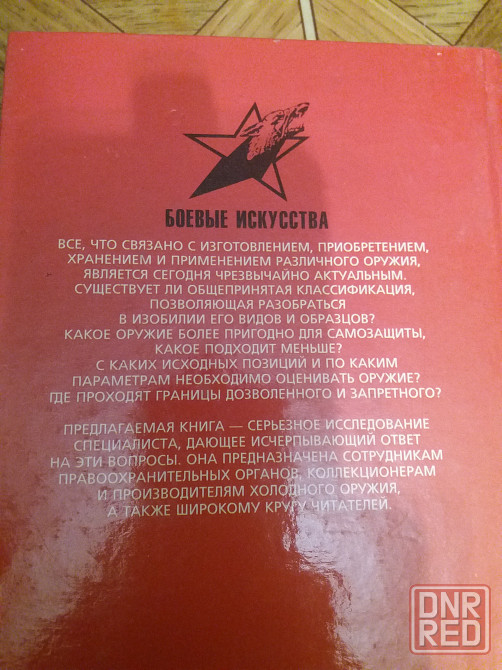 БОЕВЫЕ ИСКУССТВА
ВСЕ, ЧТО СВЯЗАНО С ИЗГОТОВЛЕНИЕМ, ПРИОБРЕТЕНИЕМ,
ХРАНЕНИЕМ И ПРИМЕНЕНИЕМ РАЗЛИЧНОГО ОРУЖИЯ,
ЯВЛЯЕТСЯ СЕГОДНЯ ЧРЕЗВЫЧАЙНО АКТУАЛЬНЫМ.
СУЩЕСТВУЕТ ЛИ ОБЩЕПРИНЯТАЯ КЛАССИФИКАЦИЯ,
ПОЗВОЛЯЮЩАЯ РАЗОБРАТЬСЯ
В ИЗОБИЛИИ ЕГО ВИДОВ И ОБРАЗЦОВ?
КАКОЕ ОРУЖИЕ БОЛЕЕ ПРИГОДНО ДЛЯ САМОЗАЩИТЫ,
КАКОЕ ПОДХОДИТ МЕНЬШЕ?
С КАКИХ ИСХОДНЫХ ПОЗИЦИЙ И ПО КАКИМ
ПАРАМЕТРАМ НЕОБХОДИМО ОЦЕНИВАТЬ ОРУЖИЕ?
ГДЕ ПРОХОДЯТ ГРАНИЦЫ ДОЗВОЛЕННОГО И ЗАПРЕТНОГО?
ПРЕДЛАГАЕМАЯ КНИГА — СЕРЬЕЗНОЕ ИССЛЕДОВАНИЕ
СПЕЦИАЛИСТА, ДАЮЩЕЕ ИСЧЕРПЫВАЮЩИЙ ОТВЕТ
НА ЭТИ ВОПРОСЫ. ОНА ПРЕДНАЗНАЧЕНА СОТРУДНИКАМ
ПРАВООХРАНИТЕЛЬНЫХ ОРГАНОВ, КОЛЛЕКЦИОНЕРАМ
И ПРОИЗВОДИТЕЛЯМ ХОЛОДНОГО ОРУЖИЯ,
А ТАКЖЕ ШИРОКОМУ КРУГУ ЧИТАТЕЛЕЙ.
DNR
RED